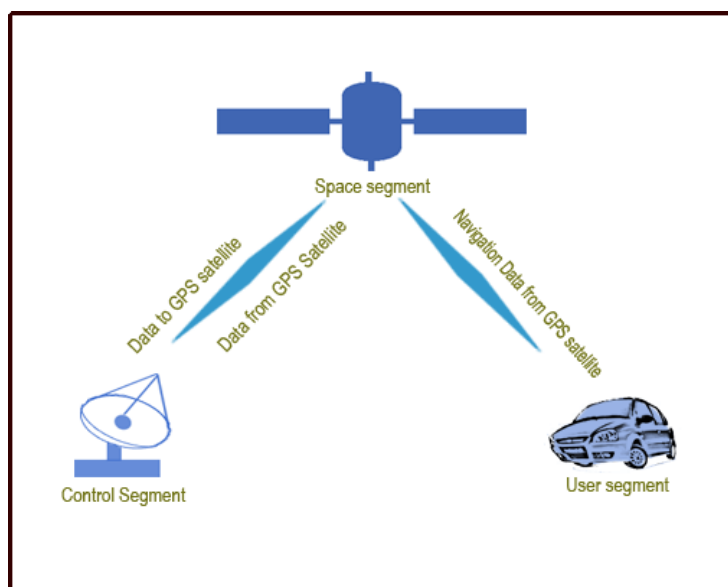 Space segment
Data to GPS satellite
Data from GPS Satellite
Navigation Data from GPS satellite
Control Segment
User segment